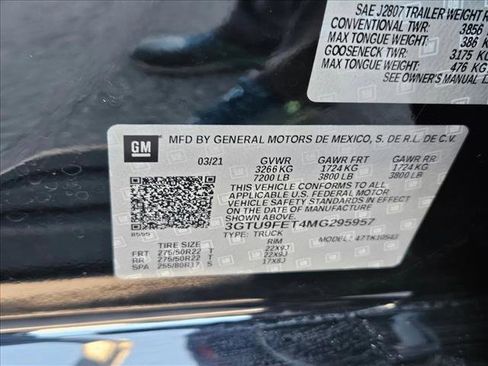 SAE J2807 TRAILER WEIGHT R
CONVENTIONAL TWR: 3856
MAX TONGUE WEIGHT: 386 KG
GOOSENECK TWR: 3175 KG
MAX TONGUE WEIGHT: 476 KG
SEE OWNER'S MANUAL
GM
MFD BY GENERAL MOTORS DE MEXICO, S. DE R.L. DE C.V.
03/21 GVWR GAWR FRT GAWR RR
3266 KG 1724 KG 1724 KG
7200 LB 3800 LB 3800 LB
THIS VEHICLE CONFORMS TO ALL
APPLICABLE U.S. FEDERAL MOTOR
VEHICLE SAFETY STANDARDS IN EFFECT
ON THE DATE OF MANUFACTURE
SHOWN ABOVE.
3GTU9FET4MG295957
TYPE: TRUCK
MODEL:
TIRE SIZE RIM
FRT 275/50R22 T 22X9J
RR 275/50R22 T 22X9J
SPA 255/80R17 S 17X8J